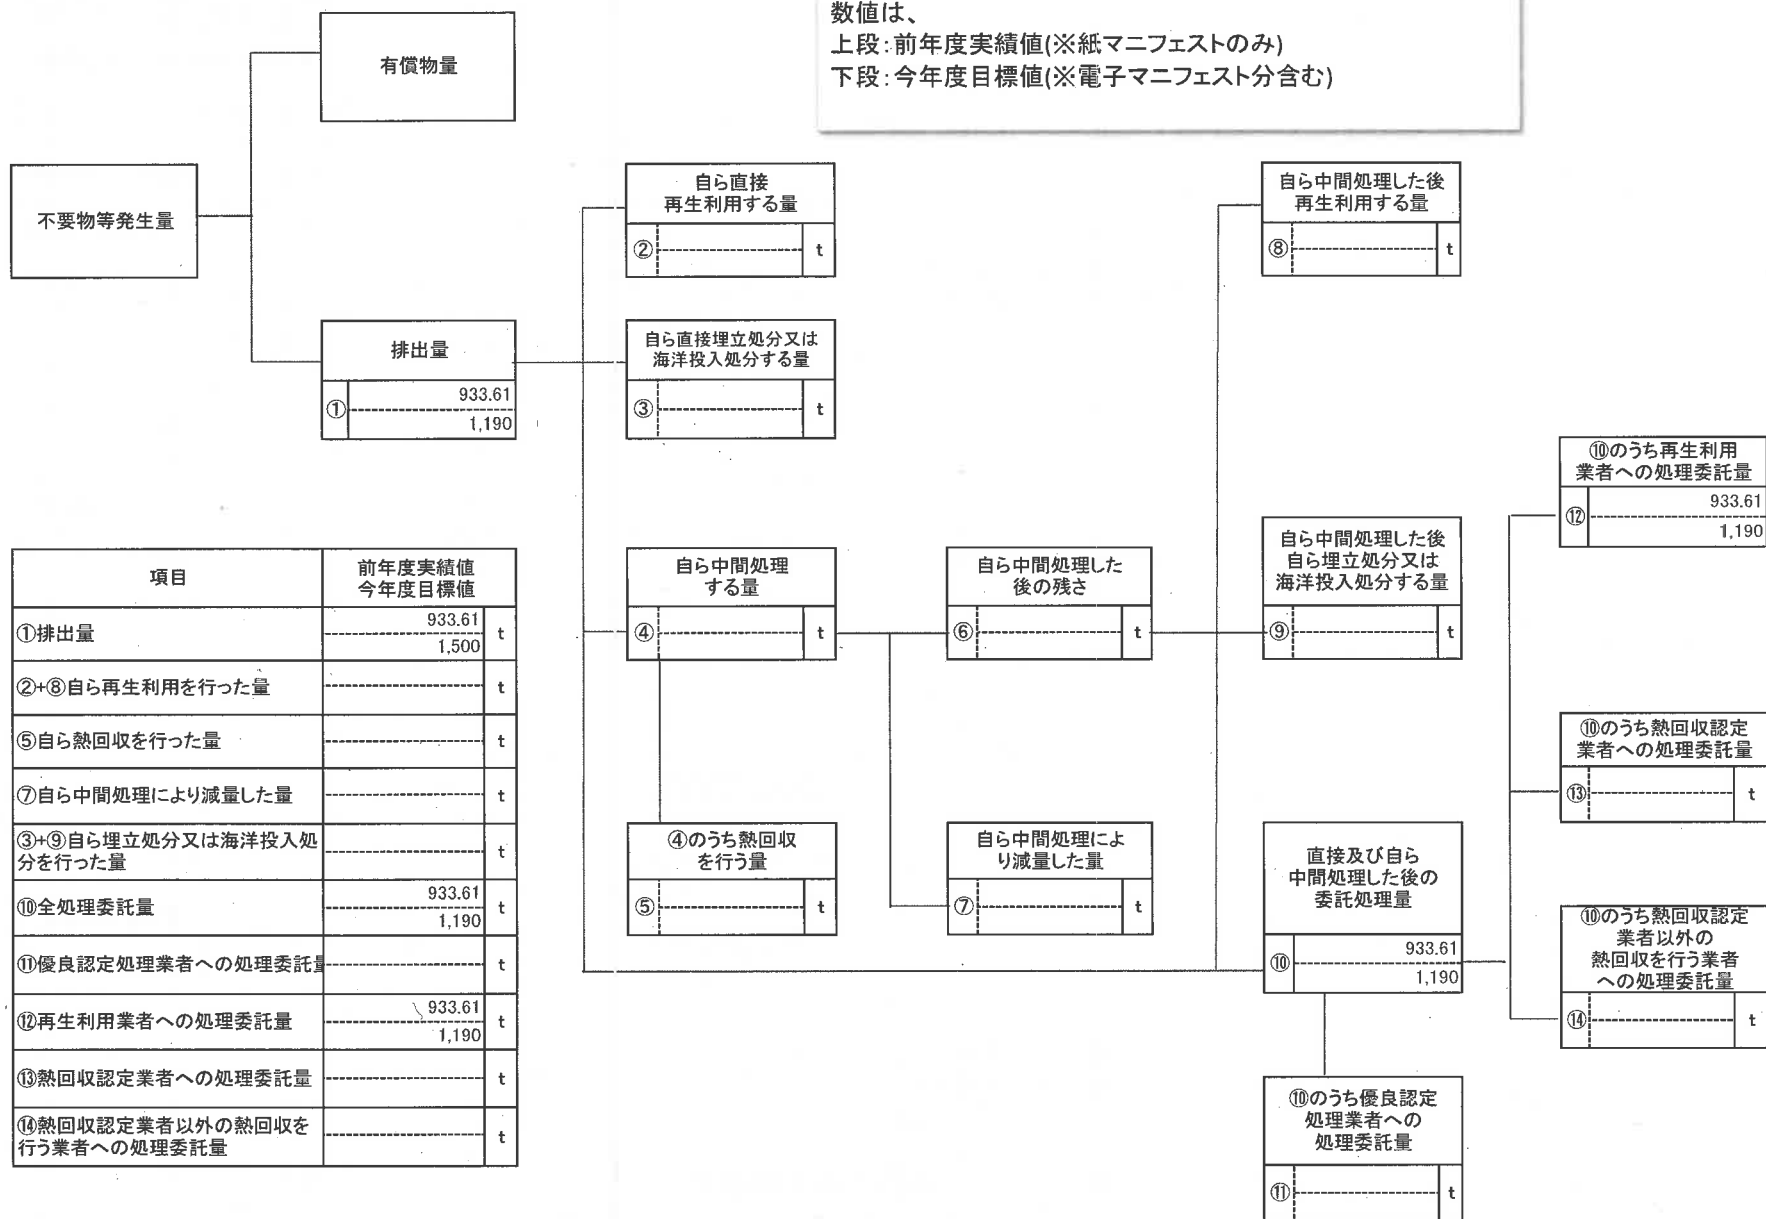 数値は、
上段:前年度実績値(※紙マニフェストのみ)
下段:今年度目標値(※電子マニフェスト分含む)
有償物量
不要物等発生量
排出量
①
933.61
1,190
自ら直接
再生利用する量
②
t
自ら直接埋立処分又は
海洋投入処分する量
③
t
自ら中間処理
する量
④
t
④のうち熱回収
を行う量
⑤
t
自ら中間処理した
後の残さ
⑥
t
自ら中間処理によ
り減量した量
⑦
t
自ら中間処理した後
再生利用する量
⑧
t
自ら中間処理した後
自ら埋立処分又は
海洋投入処分する量
⑨
t
直接及び自ら
中間処理した後の
委託処理量
⑩
933.61
1,190
⑩のうち優良認定
処理業者への
処理委託量
⑪
t
⑩のうち再生利用
業者への処理委託量
⑫
933.61
1,190
⑩のうち熱回収認定
業者への処理委託量
⑬
t
⑩のうち熱回収認定
業者以外の
熱回収を行う業者
への処理委託量
⑭
t
項目
前年度実績値
今年度目標値
①排出量
933.61
1,500
t
②+⑧自ら再生利用を行った量
t
⑤自ら熱回収を行った量
t
⑦自ら中間処理により減量した量
t
③+⑨自ら埋立処分又は海洋投入処
分を行った量
t
⑩全処理委託量
933.61
1,190
t
⑪優良認定処理業者への処理委託量
t
⑫再生利用業者への処理委託量
933.61
1,190
t
⑬熱回収認定業者への処理委託量
t
⑭熱回収認定業者以外の熱回収を
行う業者への処理委託量
t